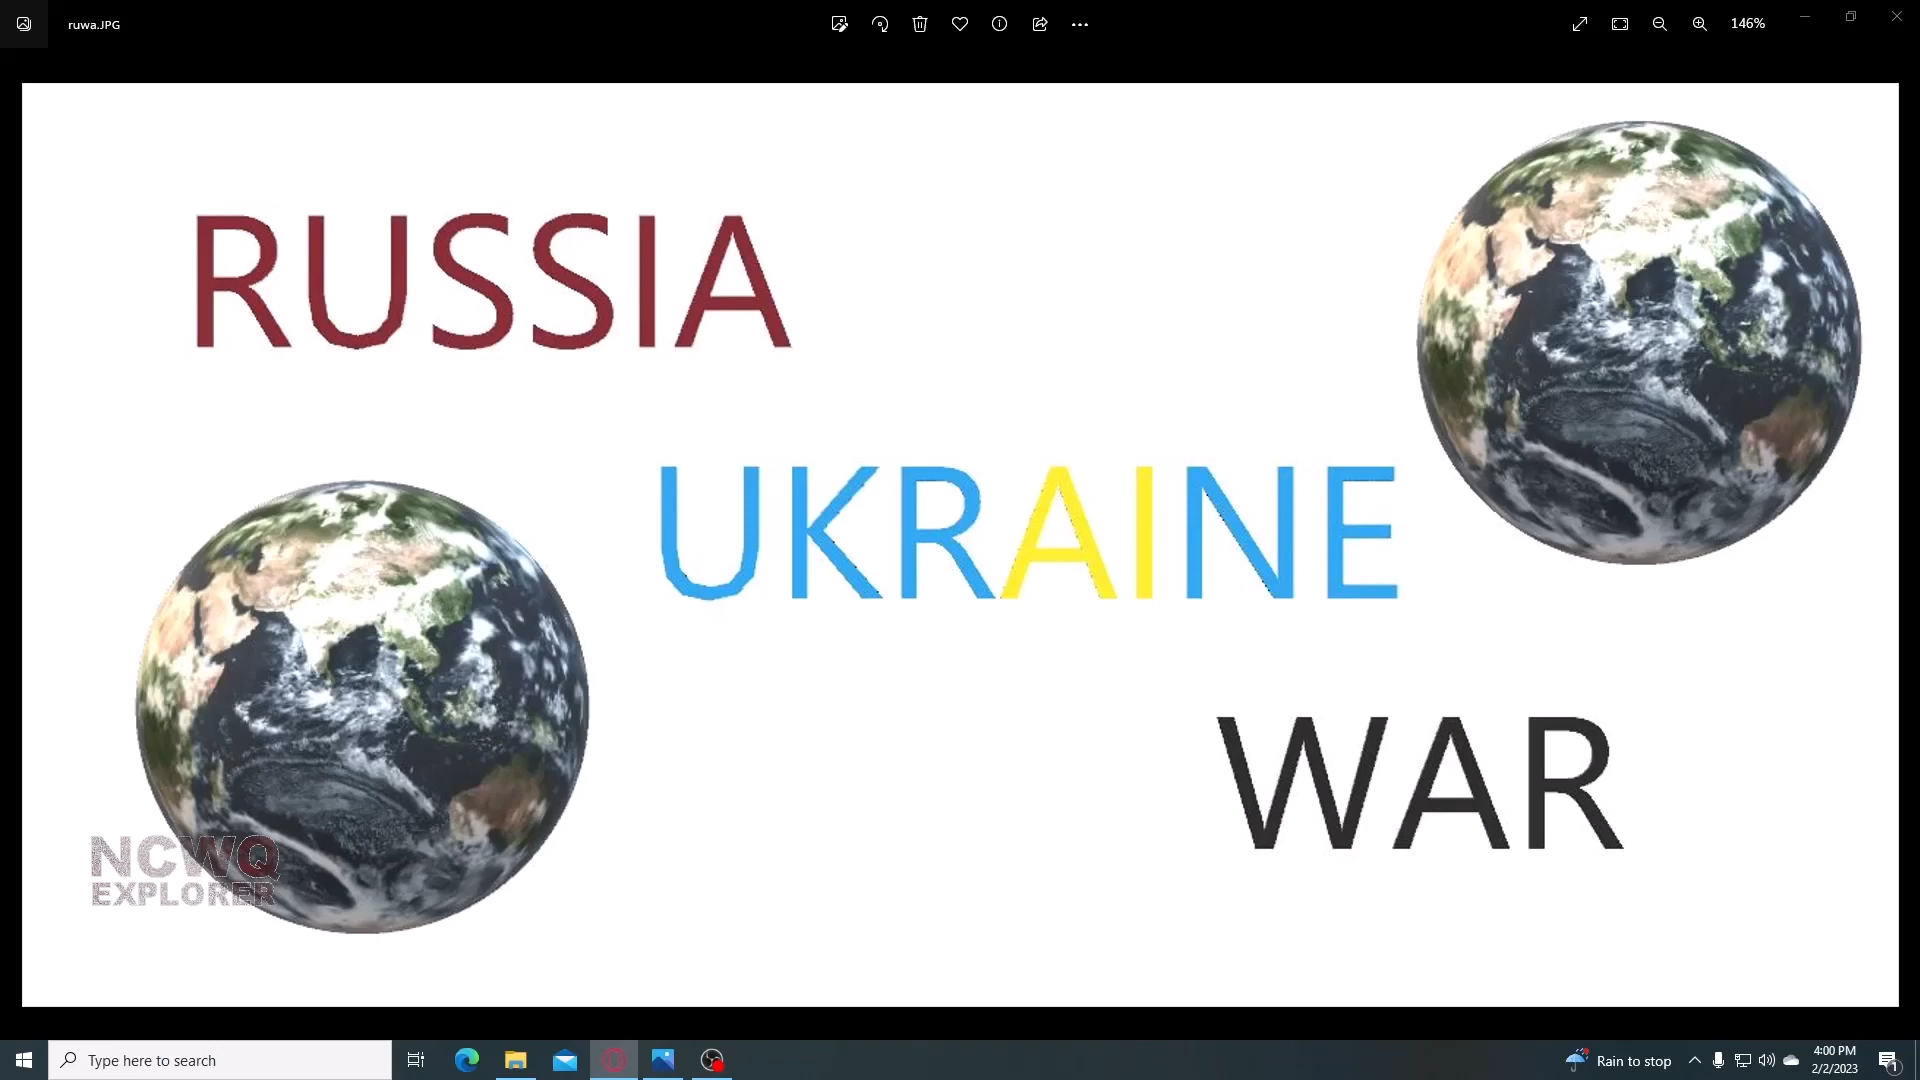 ruwa.JPG
146%
RUSSIA
UKRAINE
WAR
NCWQ
EXPLORER
Type here to search
Rain to stop
4:00 PM
2/2/2023
1